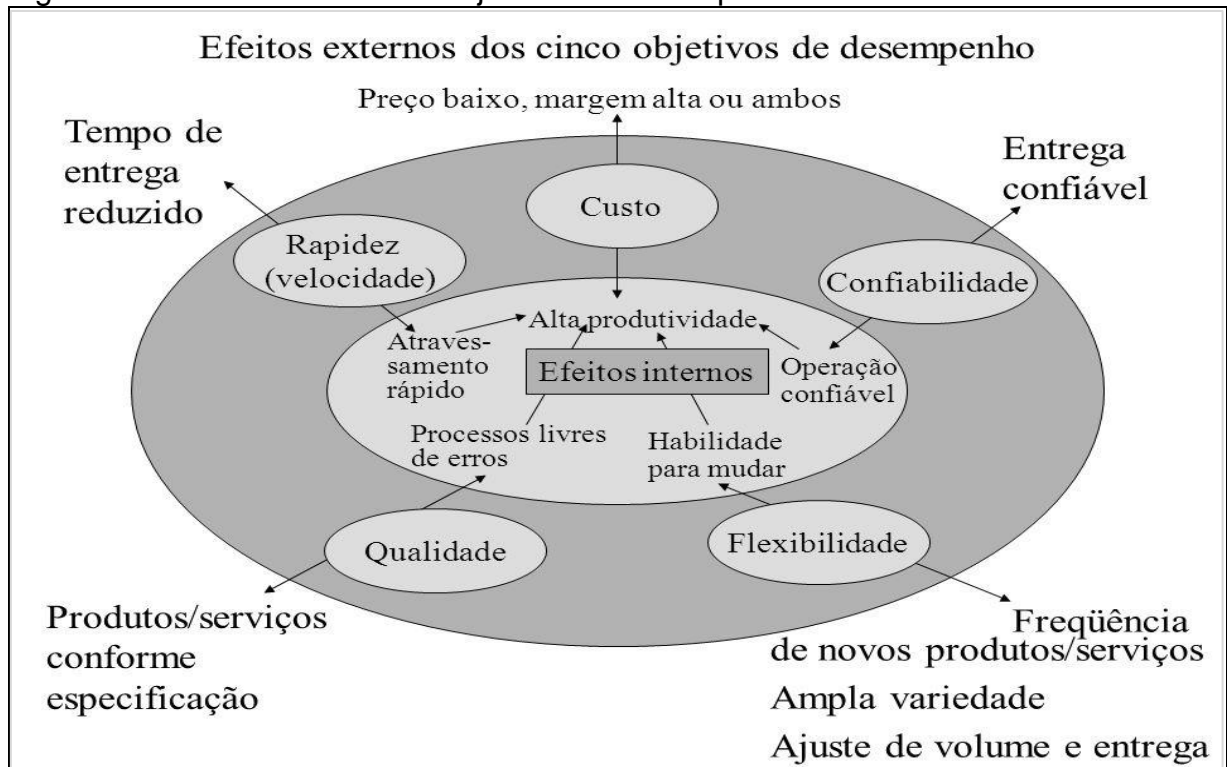 Efeitos externos dos cinco objetivos de desempenho
Preço baixo, margem alta ou ambos
Tempo de
entrega
reduzido
Entrega
confiável
Custo
Rapidez
(velocidade)
Confiabilidade
Alta produtividade
Atraves-
samento
rápido
Efeitos internos
Operação
confiável
Processos livres
de erros
Habilidade
para mudar
Qualidade
Flexibilidade
Produtos/serviços
conforme
especificação
Freqüência
de novos produtos/serviços
Ampla variedade
Ajuste de volume e entrega